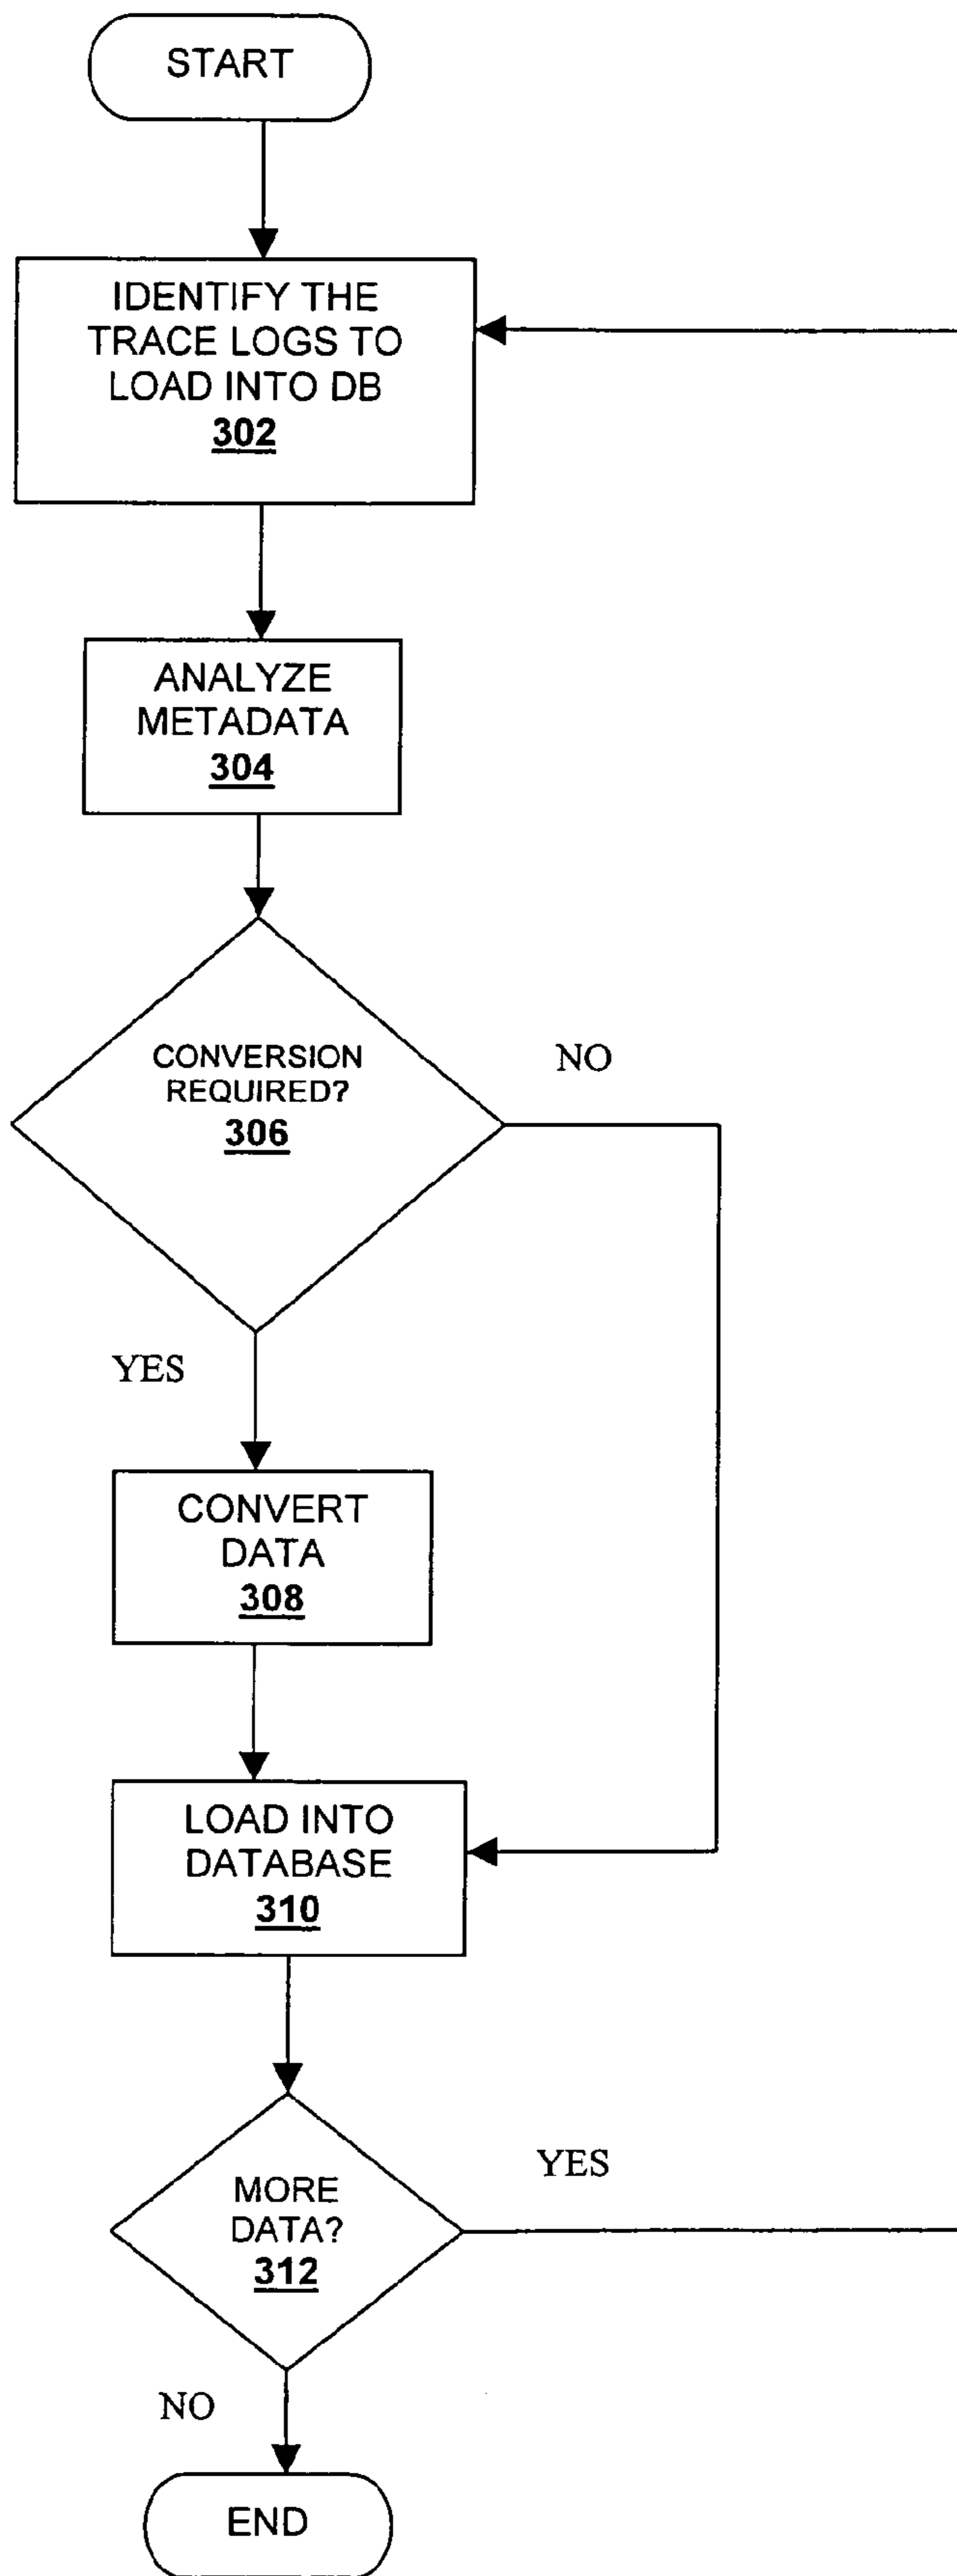 START
IDENTIFY THE
TRACE LOGS TO
LOAD INTO DB
302
ANALYZE
METADATA
304
CONVERSION
REQUIRED?
306
NO
YES
CONVERT
DATA
308
LOAD INTO
DATABASE
310
MORE
DATA?
312
YES
NO
END